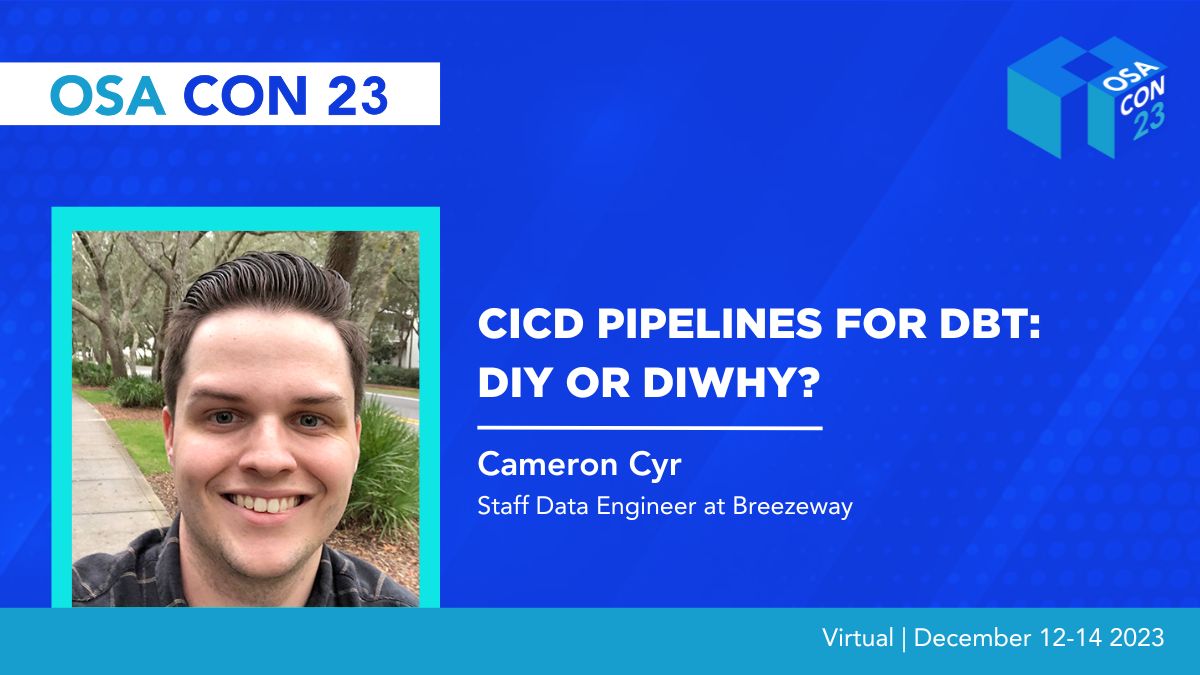 OSA CON 23
OSA
CON
23
CICD PIPELINES FOR DBT:
DIY OR DIWHY?
Cameron Cyr
Staff Data Engineer at Breezeway
Virtual | December 12-14 2023